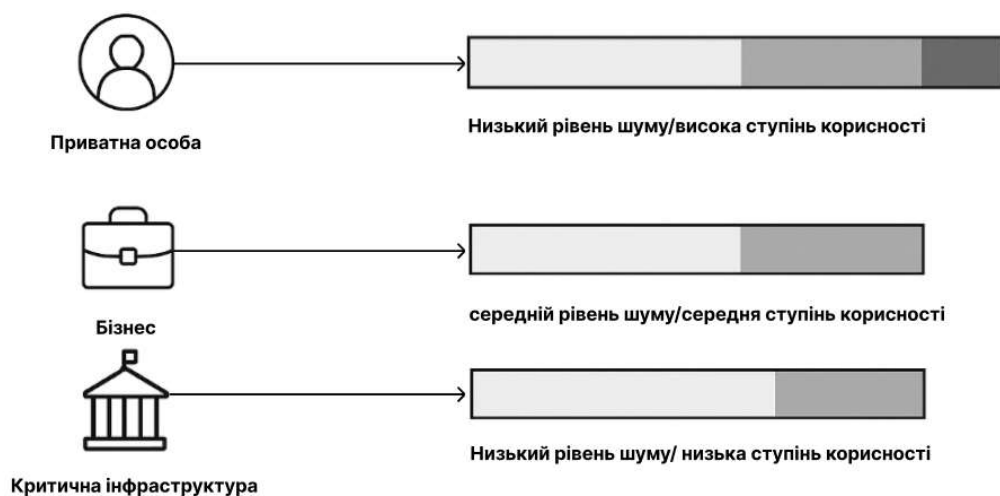 Приватна особа
Низький рівень шуму/висока ступінь корисності
Бізнес
середній рівень шуму/середня ступінь корисності
Критична інфраструктура
Низький рівень шуму/ низька ступінь корисності